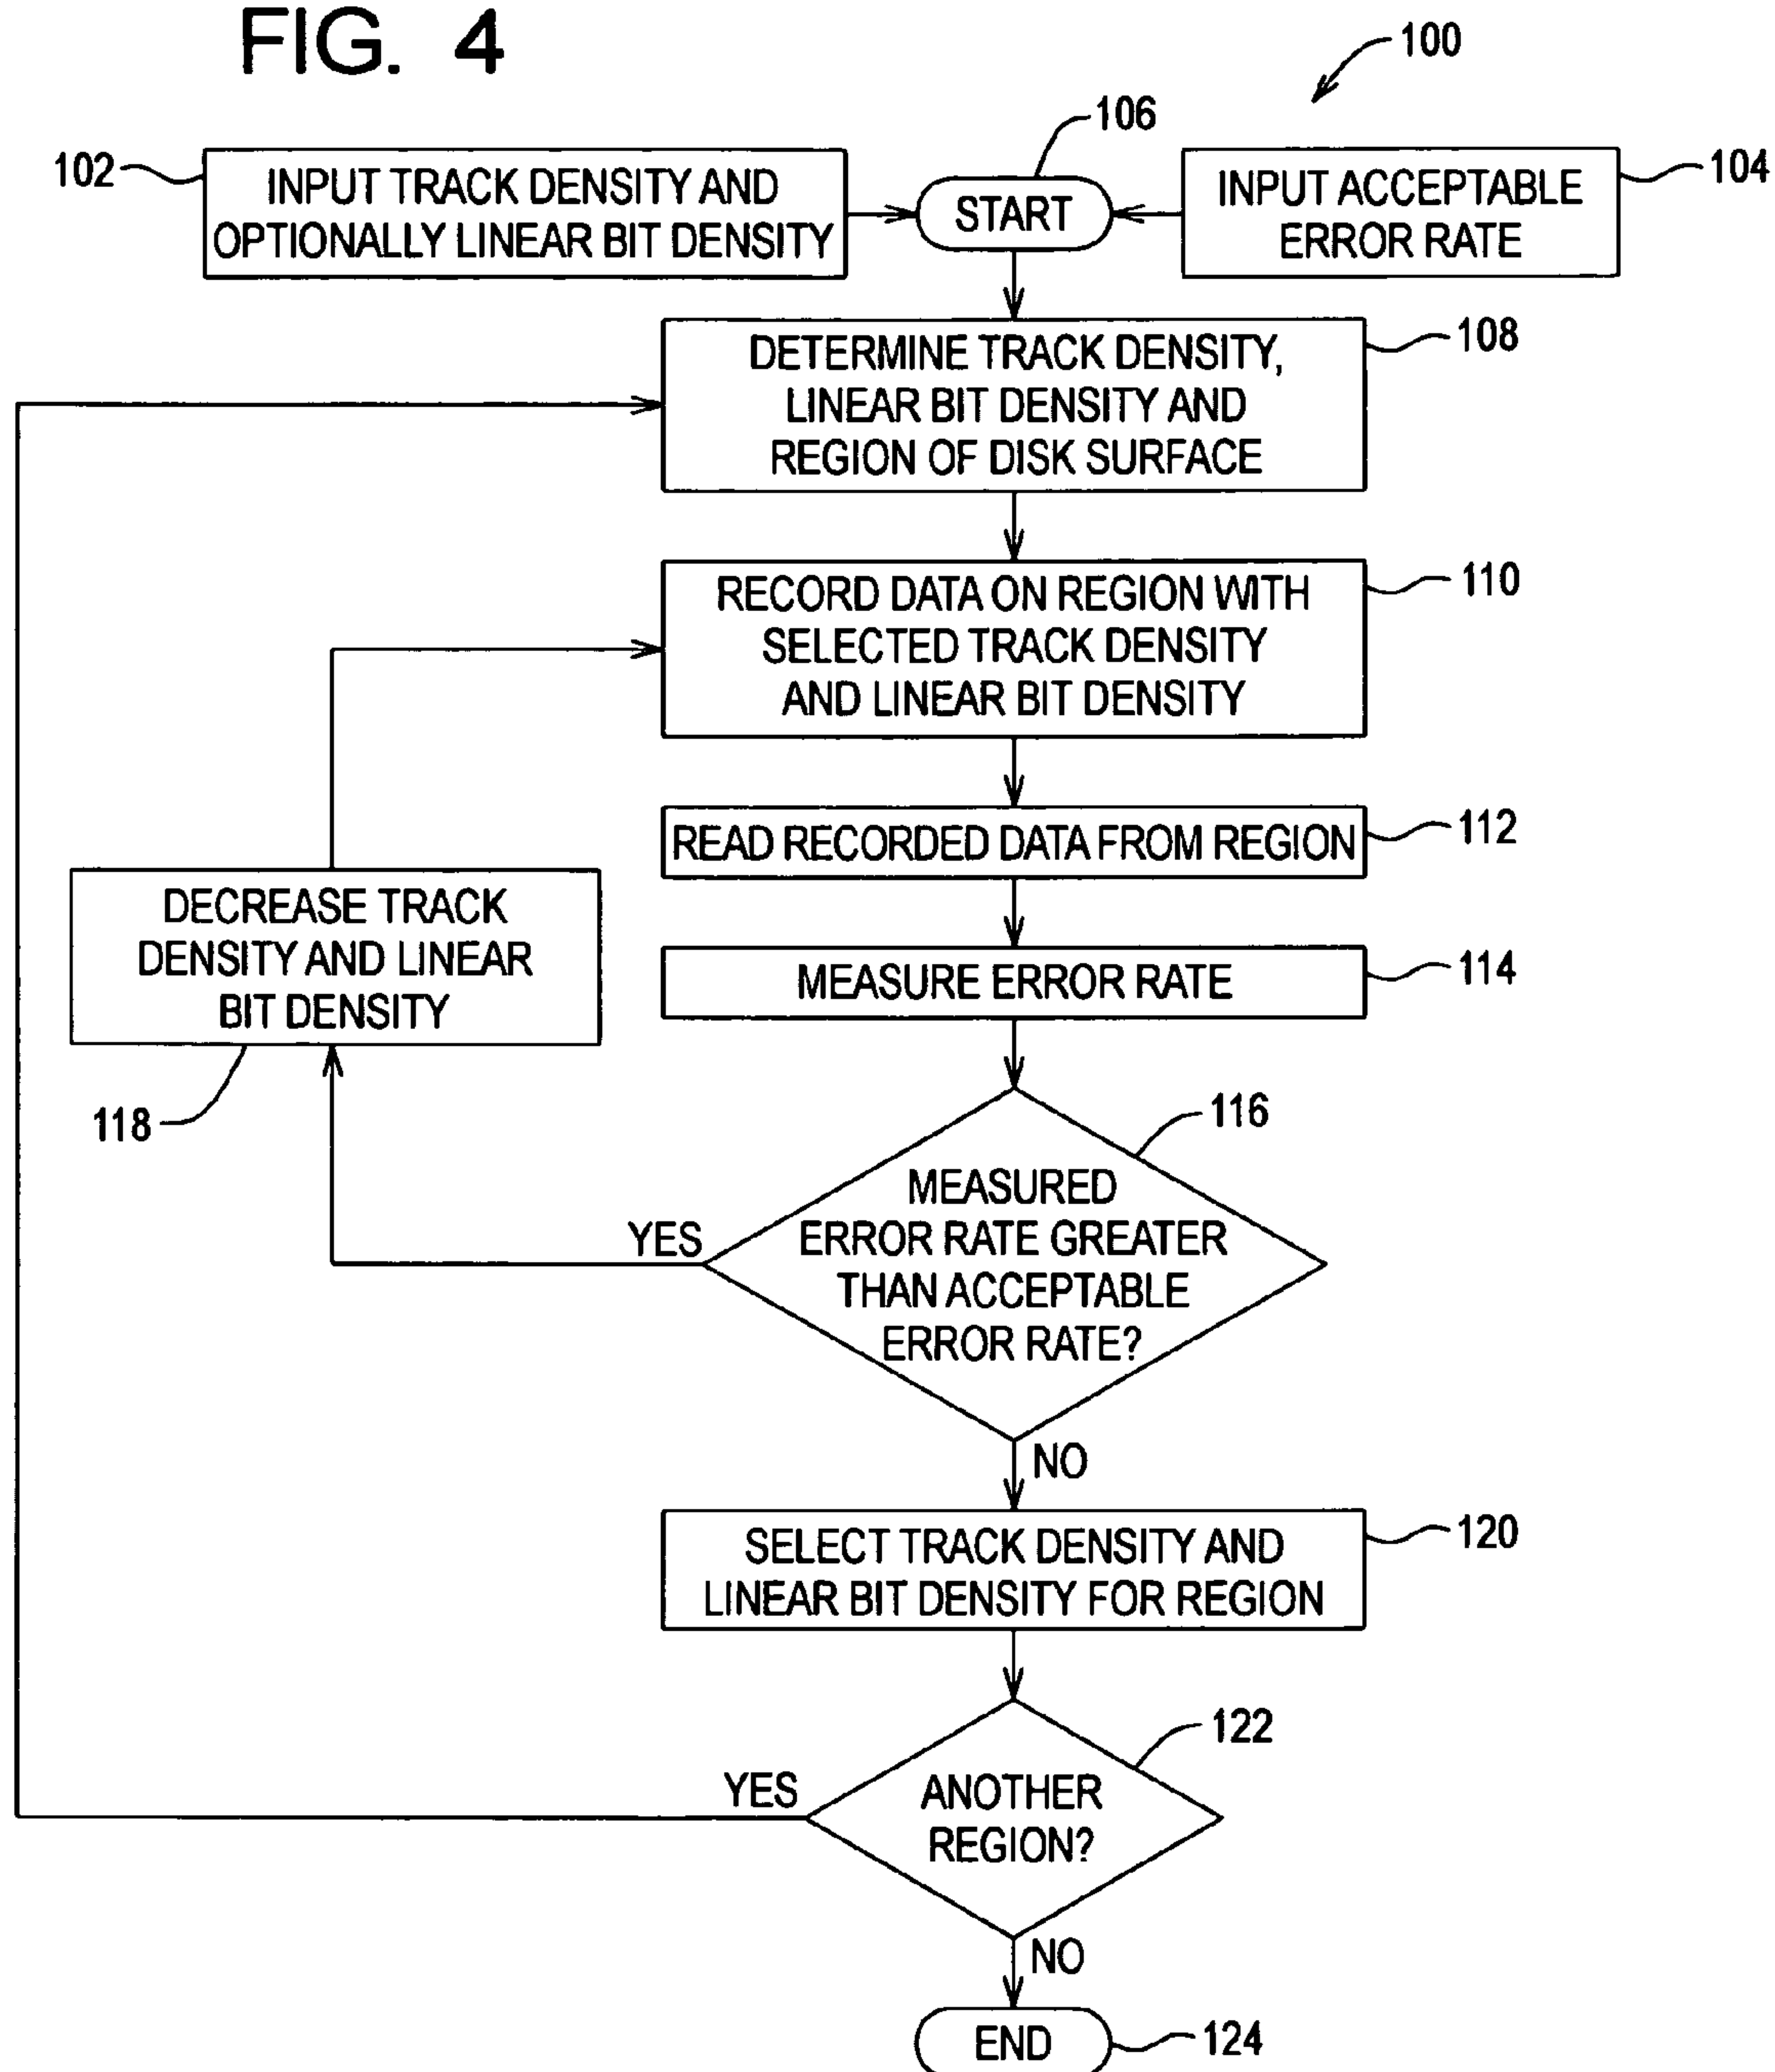 FIG. 4
100
106
102
INPUT TRACK DENSITY AND
OPTIONALLY LINEAR BIT DENSITY
START
INPUT ACCEPTABLE
ERROR RATE
104
DETERMINE TRACK DENSITY,
LINEAR BIT DENSITY AND
REGION OF DISK SURFACE
108
RECORD DATA ON REGION WITH
SELECTED TRACK DENSITY
AND LINEAR BIT DENSITY
110
READ RECORDED DATA FROM REGION
112
DECREASE TRACK
DENSITY AND LINEAR
BIT DENSITY
118
MEASURE ERROR RATE
114
116
MEASURED
ERROR RATE GREATER
THAN ACCEPTABLE
ERROR RATE?
YES
NO
SELECT TRACK DENSITY AND
LINEAR BIT DENSITY FOR REGION
120
122
YES
ANOTHER
REGION?
NO
END
124